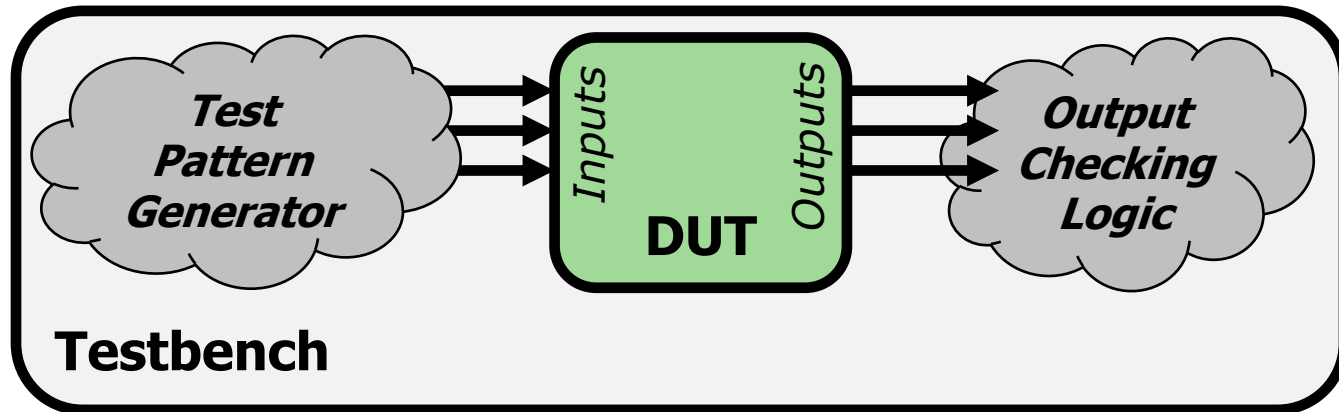 Test
Pattern
Generator
Inputs
DUT
Outputs
Output
Checking
Logic
Testbench